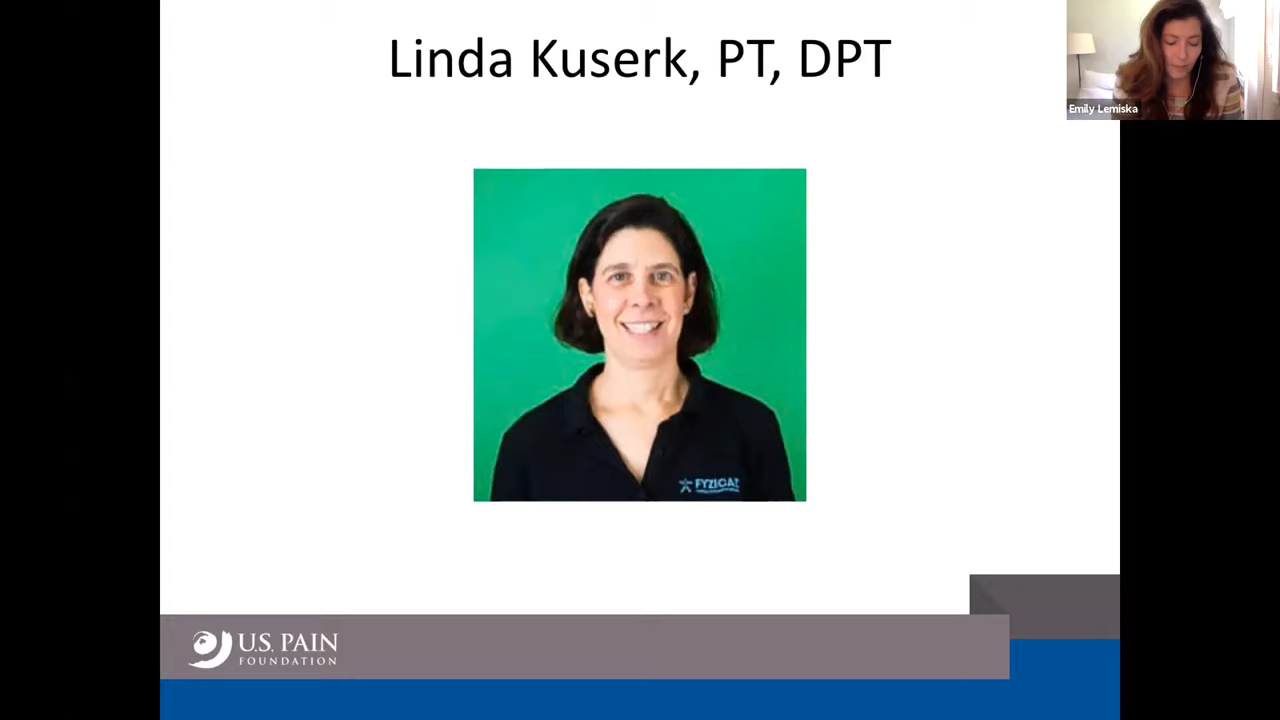 Linda Kuserk, PT, DPT
Emily Lemiska
FYZICAL
U.S. PAIN
FOUNDATION